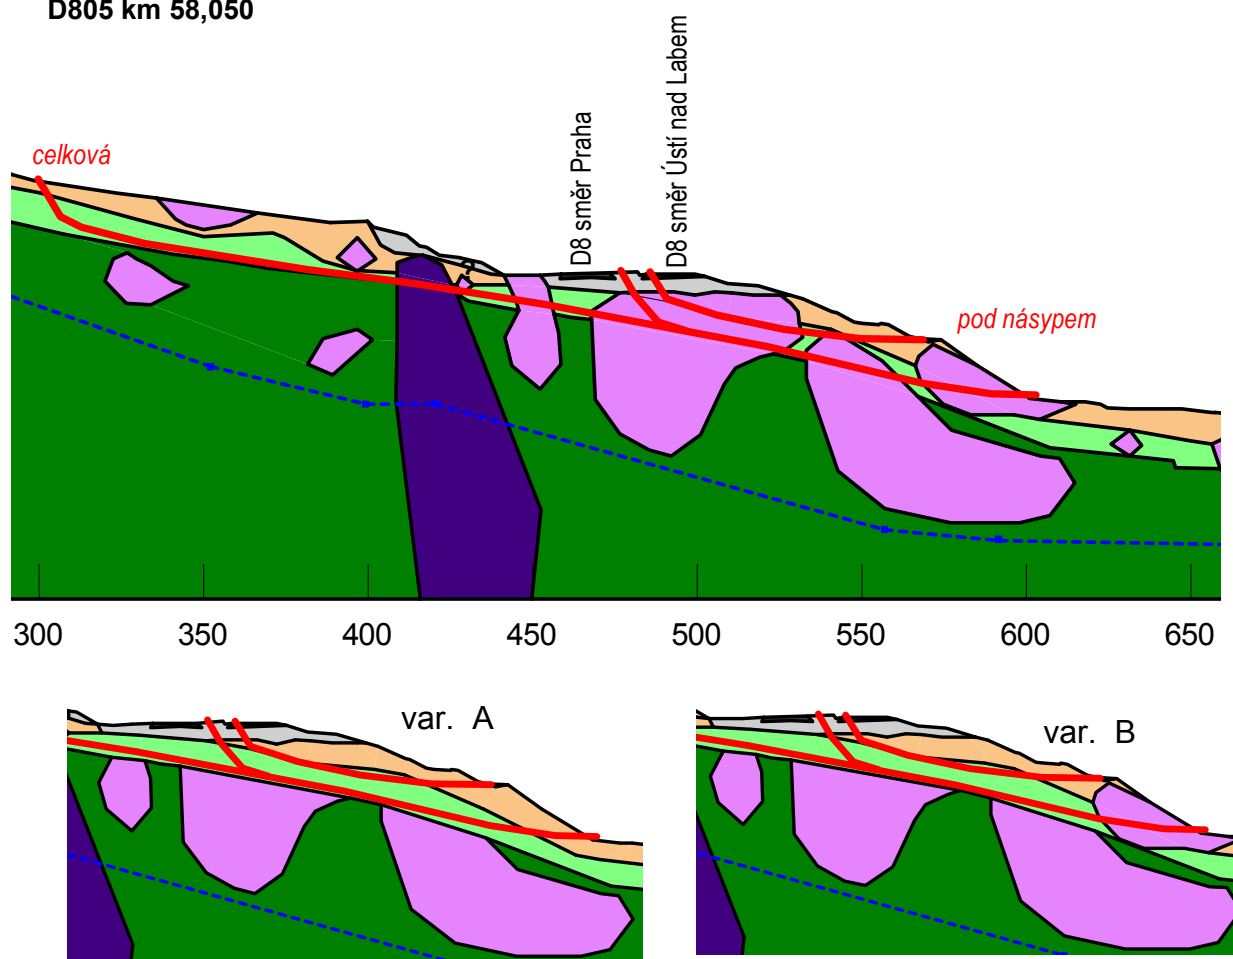 D805 km 58,050
celková
D8 směr Praha
D8 směr Ústí nad Labem
pod násypem
?
300 350 400 450 500 550 600 650
var. A
var. B